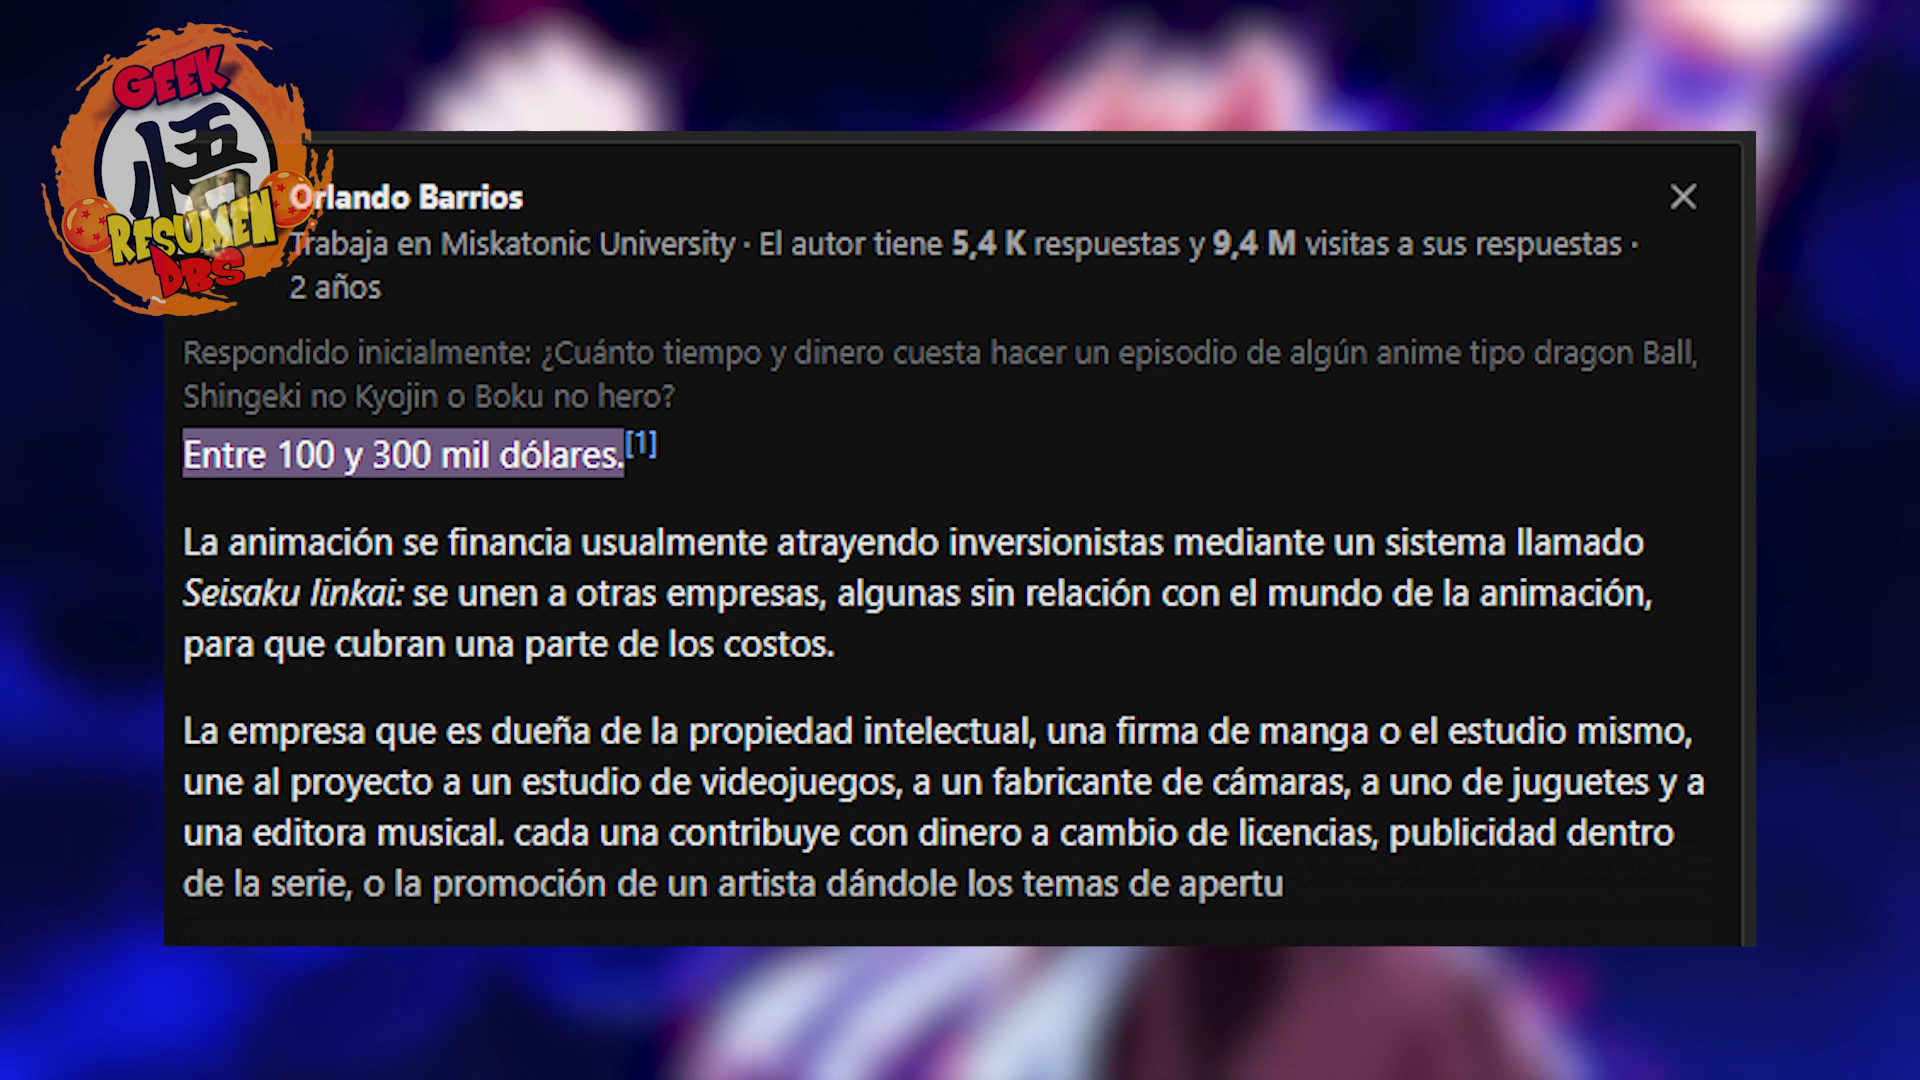 GEEK
悟
RESUMEN
DBS
Orlando Barrios
Trabaja en Miskatonic University · El autor tiene 5,4 K respuestas y 9,4 M visitas a sus respuestas ·
2 años
Respondido inicialmente: ¿Cuánto tiempo y dinero cuesta hacer un episodio de algún anime tipo dragon Ball,
Shingeki no Kyojin o Boku no hero?
Entre 100 y 300 mil dólares.[1]
La animación se financia usualmente atrayendo inversionistas mediante un sistema llamado
Seisaku Iinkai: se unen a otras empresas, algunas sin relación con el mundo de la animación,
para que cubran una parte de los costos.
La empresa que es dueña de la propiedad intelectual, una firma de manga o el estudio mismo,
une al proyecto a un estudio de videojuegos, a un fabricante de cámaras, a uno de juguetes y a
una editora musical. cada una contribuye con dinero a cambio de licencias, publicidad dentro
de la serie, o la promoción de un artista dándole los temas de apertu